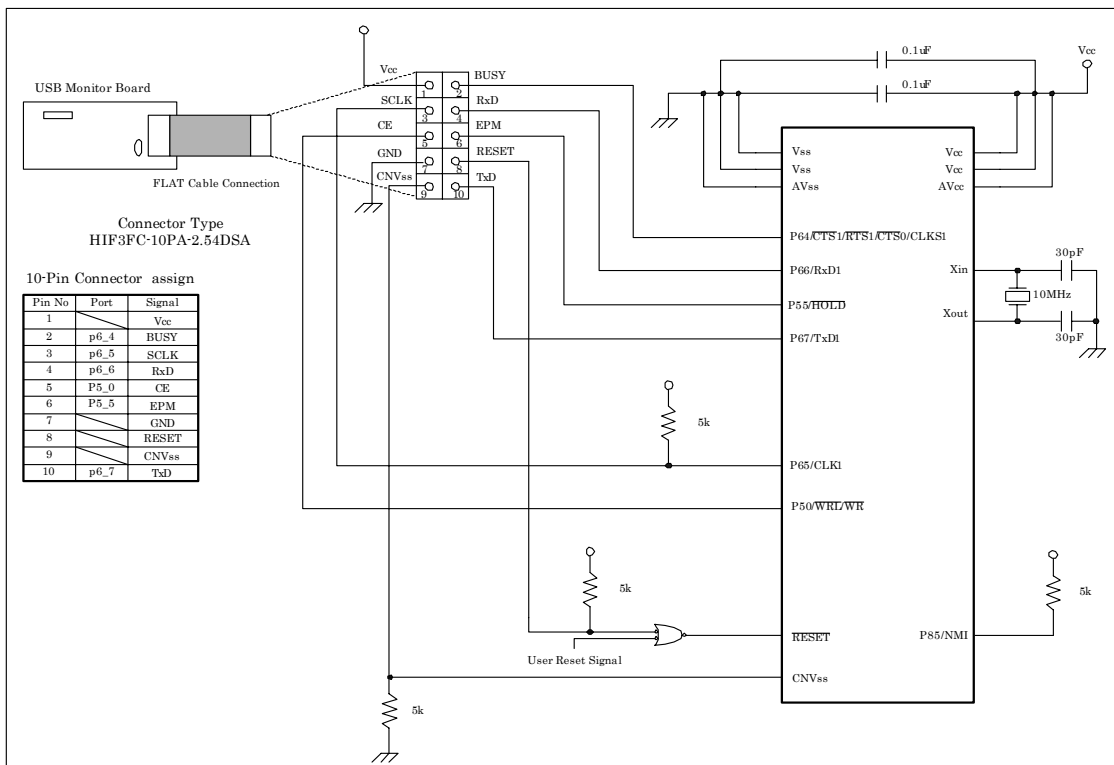 USB Monitor Board
FLAT Cable Connection
Connector Type
HIF3FC-10PA-2.54DSA
10-Pin Connector assign
Pin No Port Signal
1 Vcc
2 p6_4 BUSY
3 p6_5 SCLK
4 p6_6 RxD
5 P5_0 CE
6 P5_5 EPM
7 GND
8 RESET
9 CNVss
10 p6_7 TxD
Vcc
BUSY
1 2
SCLK
RxD
3 4
CE
EPM
5 6
GND
RESET
7 8
CNVss
TxD
9 10
0.1uF
0.1uF
Vcc
Vss
Vss
AVss
Vcc
Vcc
AVcc
P64/CTS1/RTS1/CTS0/CLKS1
P66/RxD1
P55/HOLD
P67/TxD1
Xin
Xout
30pF
10MHz
30pF
5k
P65/CLK1
P50/WRL/WR
5k
User Reset Signal
RESET
CNVss
5k
P85/NMI
5k